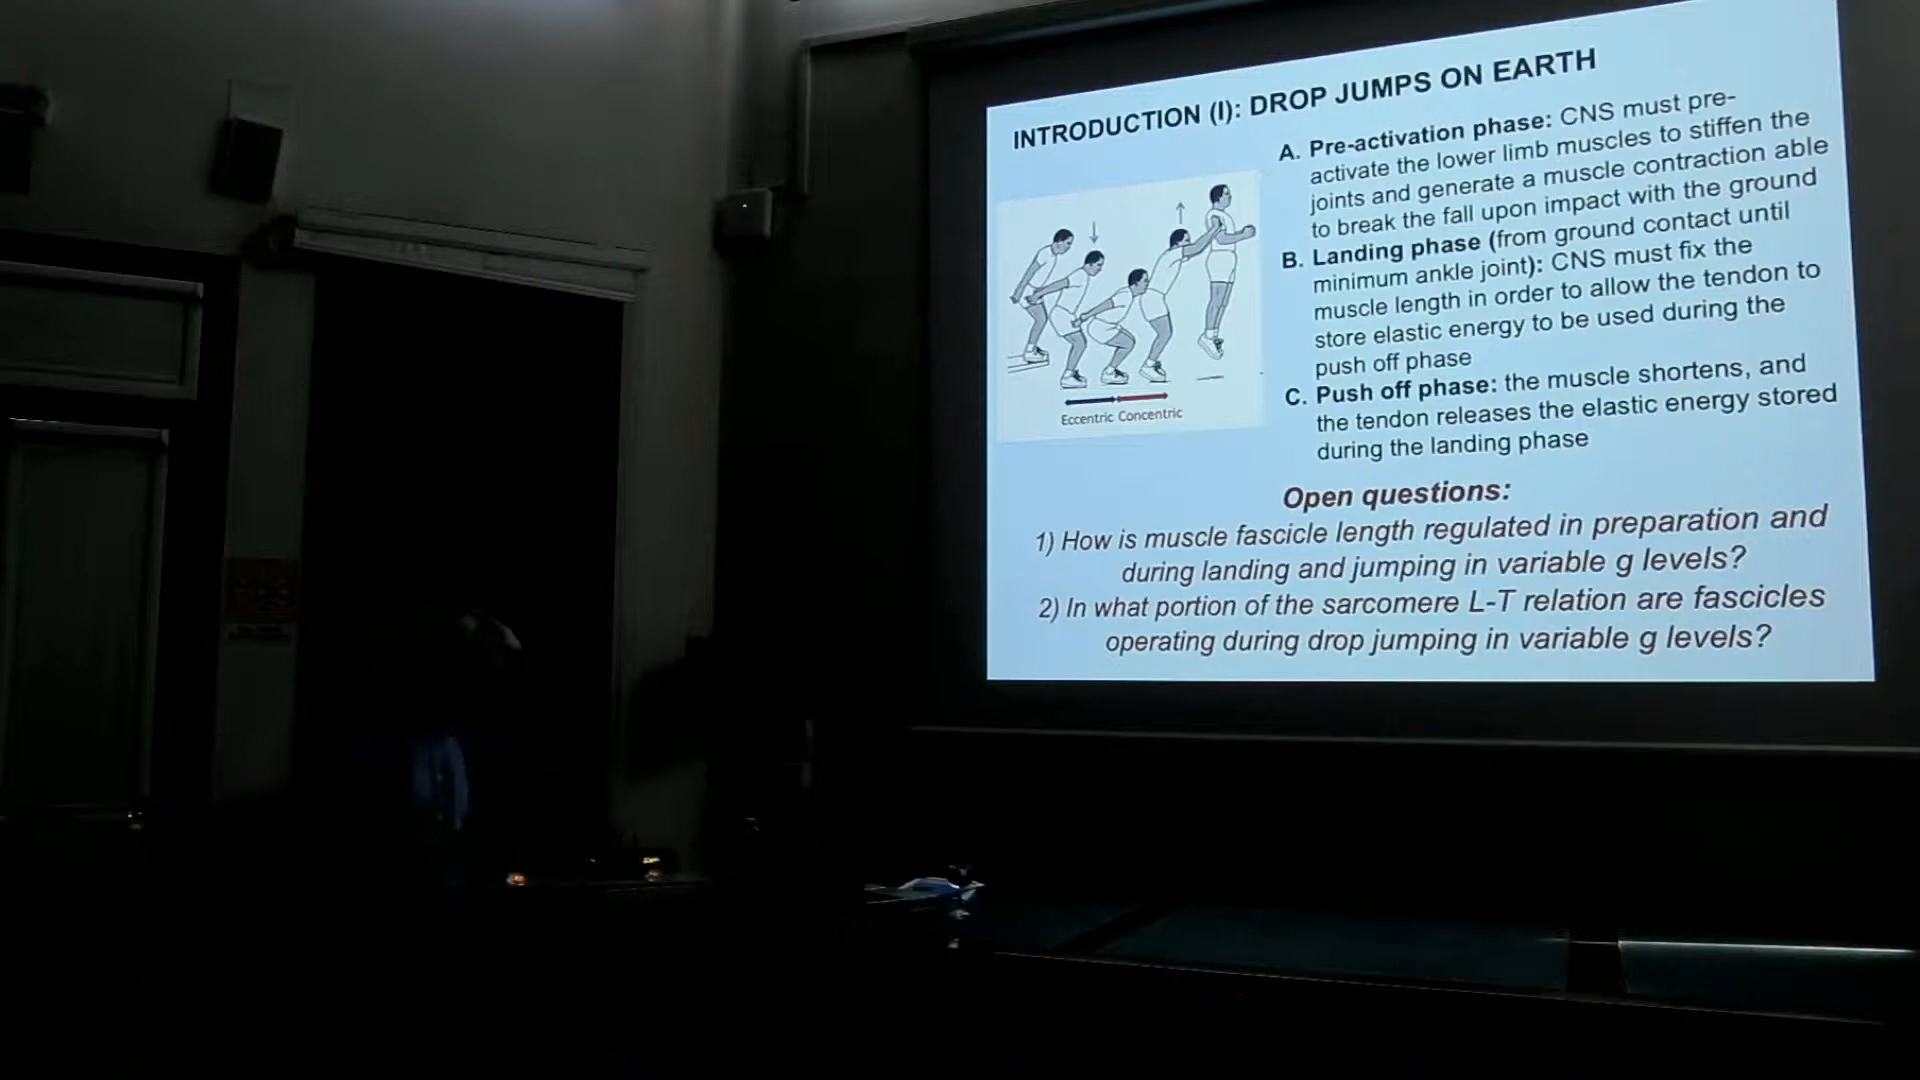 INTRODUCTION (I): DROP JUMPS ON EARTH
A. Pre-activation phase: CNS must pre-
activate the lower limb muscles to stiffen the
joints and generate a muscle contraction able
to break the fall upon impact with the ground
B. Landing phase (from ground contact until
minimum ankle joint): CNS must fix the
muscle length in order to allow the tendon to
store elastic energy to be used during the
push off phase
C. Push off phase: the muscle shortens, and
the tendon releases the elastic energy stored
during the landing phase
Eccentric Concentric
Open questions:
1) How is muscle fascicle length regulated in preparation and
during landing and jumping in variable g levels?
2) In what portion of the sarcomere L-T relation are fascicles
operating during drop jumping in variable g levels?